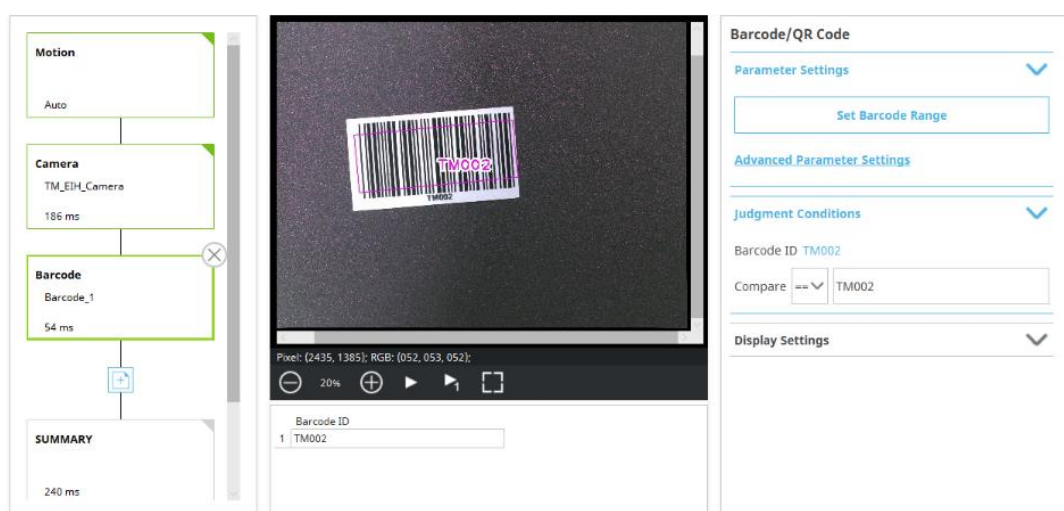 Motion
Auto
Camera
TM_EIH_Camera
186 ms
Barcode
Barcode_1
54 ms
SUMMARY
240 ms
TM002
TM002
Pixel: (2435, 1385); RGB: (052, 053, 052);
20%
1
Barcode ID
1 TM002
Barcode/QR Code
Parameter Settings
Set Barcode Range
Advanced Parameter Settings
Judgment Conditions
Barcode ID TM002
Compare == TM002
Display Settings